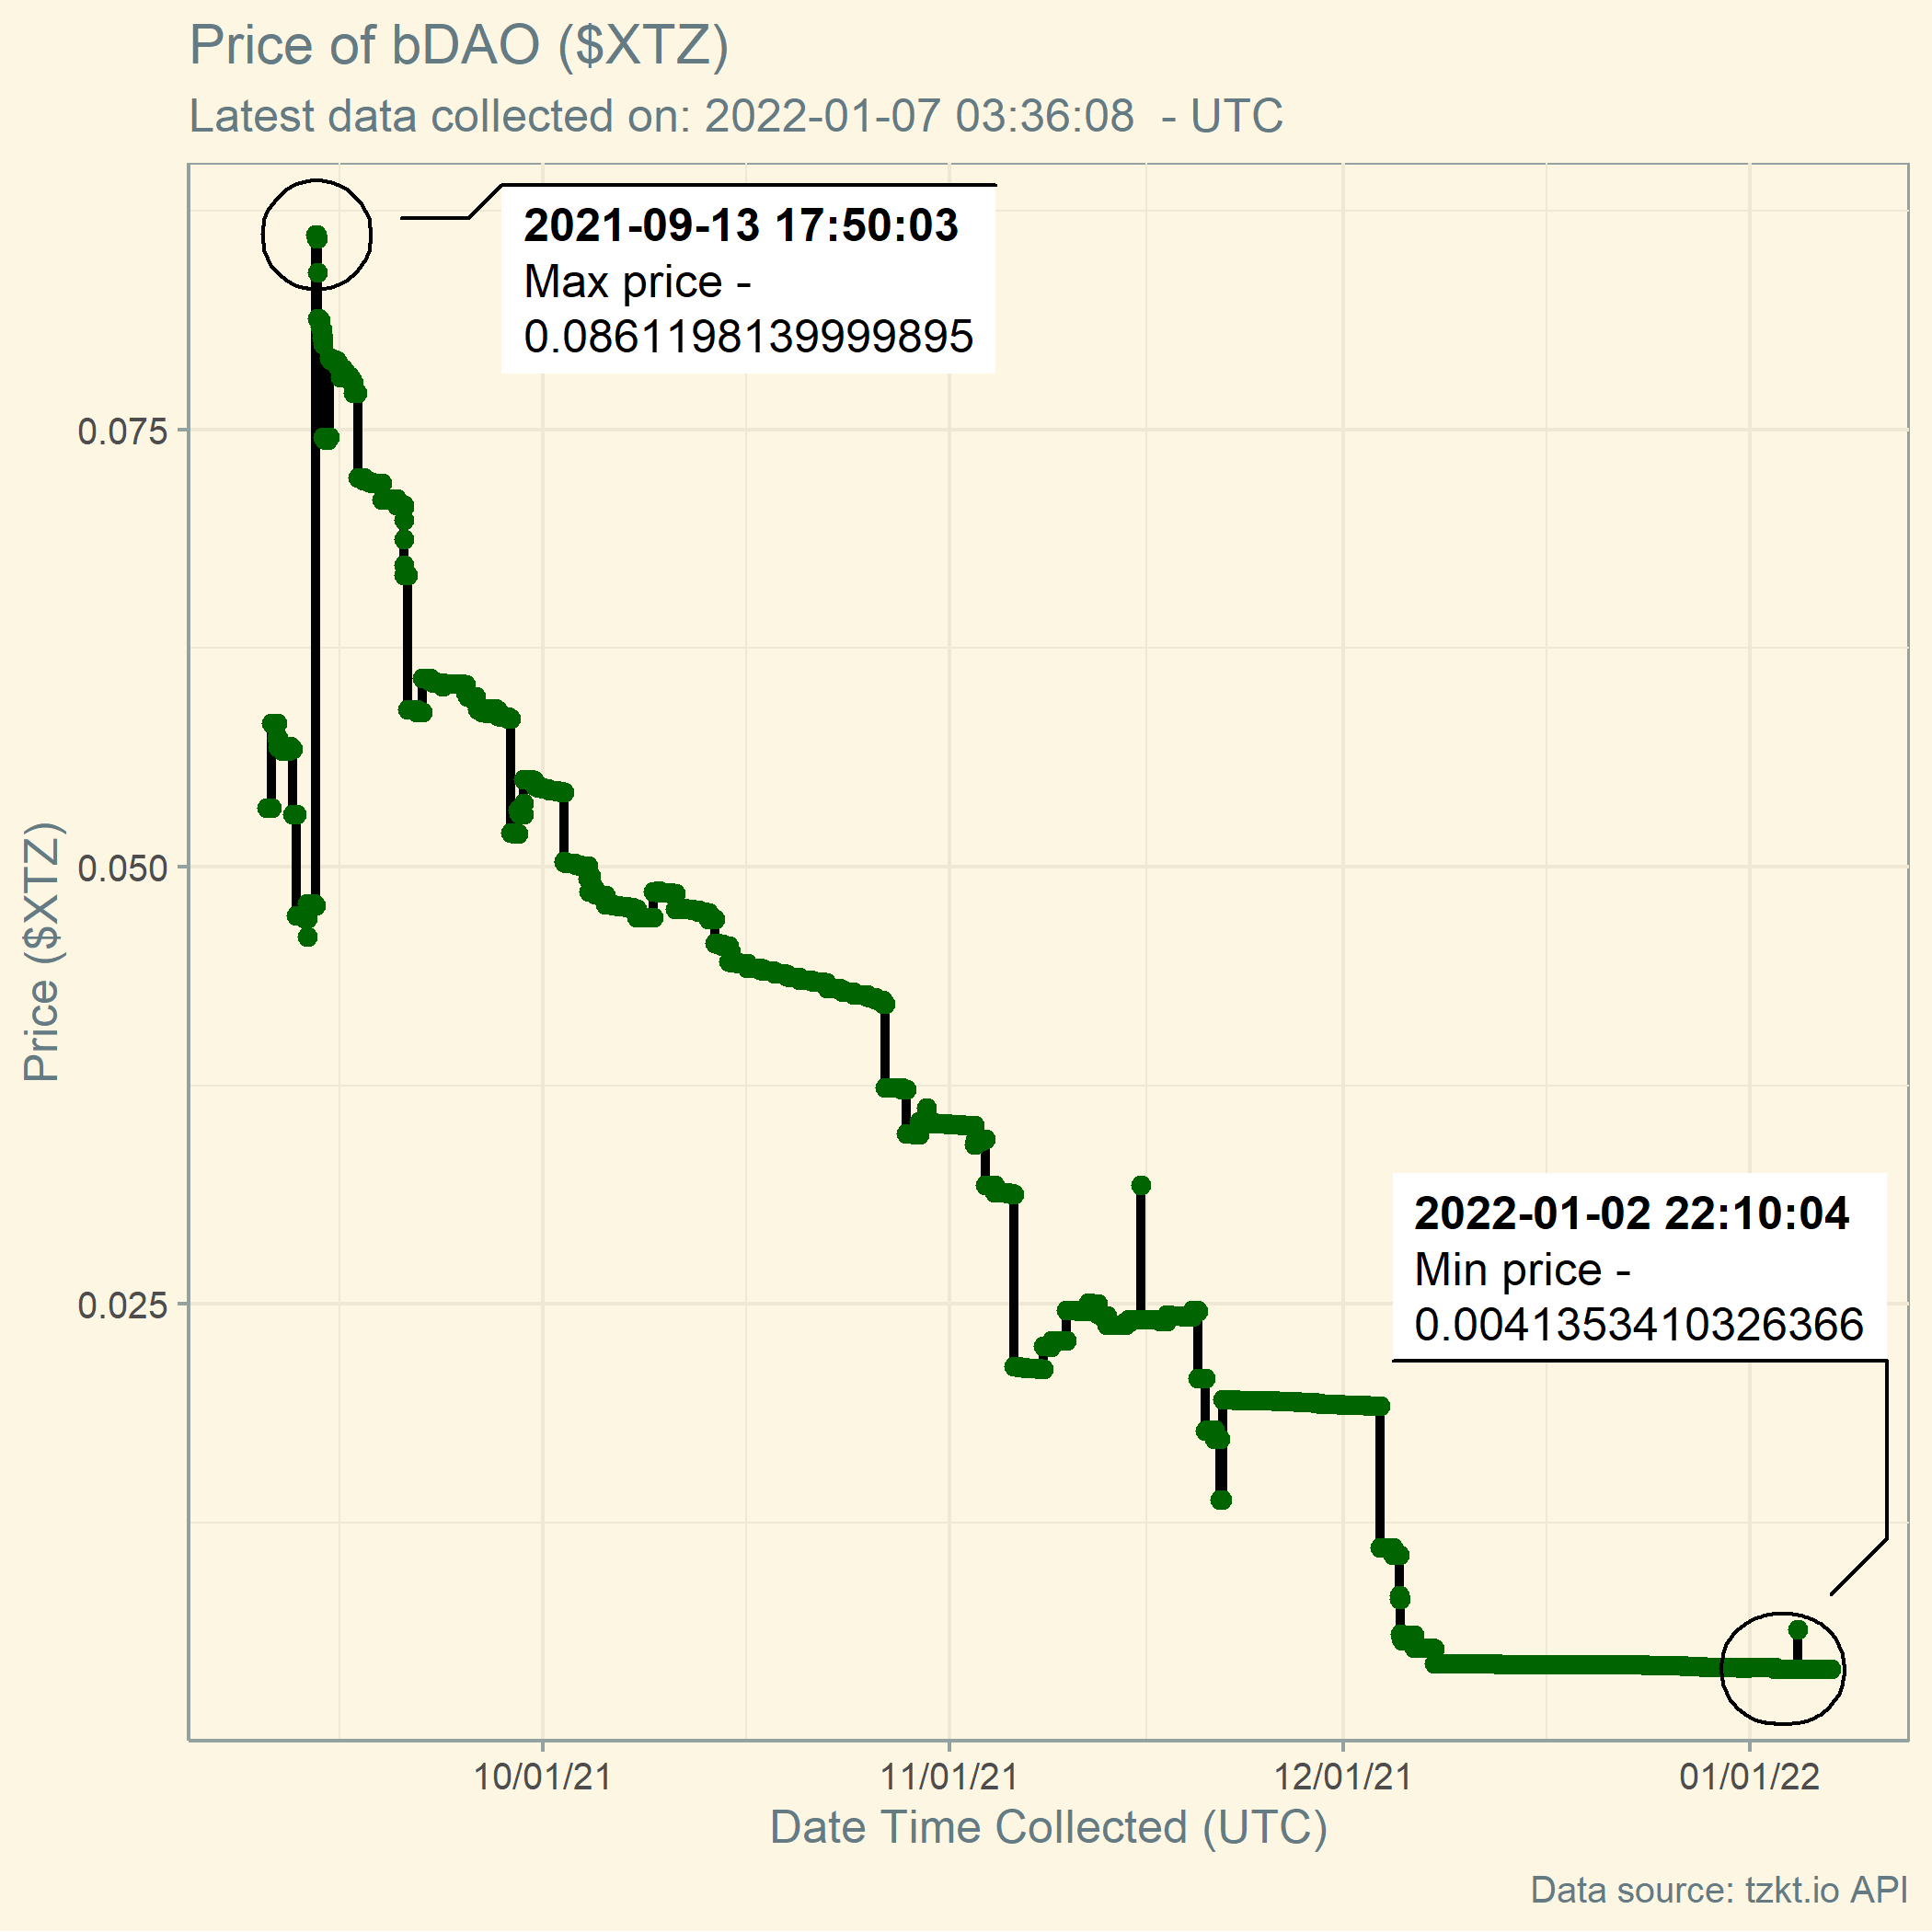 Price of bDAO ($XTZ)
Latest data collected on: 2022-01-07 03:36:08  - UTC
2021-09-13 17:50:03
Max price -
0.0861198139999895
0.075
0.050
0.025
Price ($XTZ)
2022-01-02 22:10:04
Min price -
0.0041353410326366
10/01/21
11/01/21
12/01/21
01/01/22
Date Time Collected (UTC)
Data source: tzkt.io API